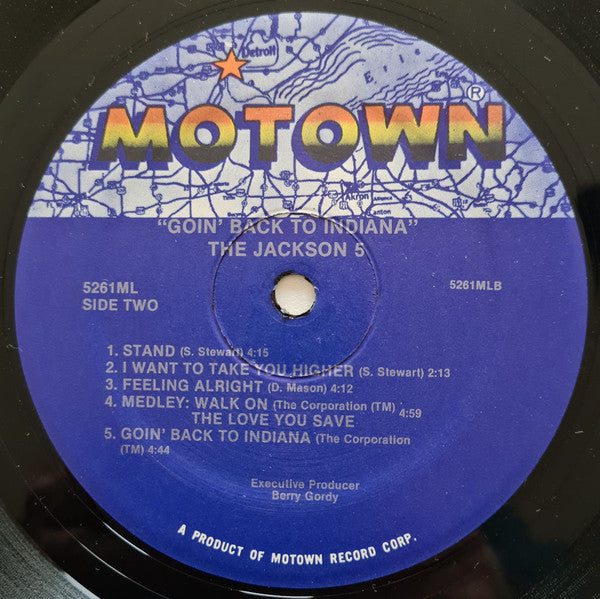 Detroit
Erie
MOTOWN®
Akron
Canton
"GOIN' BACK TO INDIANA"
THE JACKSON 5
5261ML
SIDE TWO
5261MLB
1. STAND (S. Stewart) 4:15
2. I WANT TO TAKE YOU HIGHER (S. Stewart) 2:13
3. FEELING ALRIGHT (D. Mason) 4:12
4. MEDLEY: WALK ON (The Corporation (TM) 4:59
THE LOVE YOU SAVE
5. GOIN' BACK TO INDIANA (The Corporation
(TM) 4:44
Executive Producer
Berry Gordy
A PRODUCT OF MOTOWN RECORD CORP.